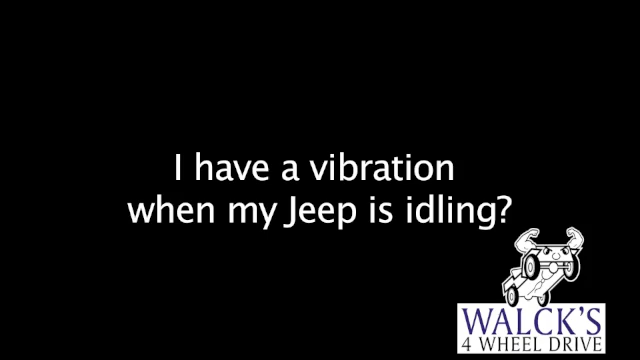 I have a vibration
when my Jeep is idling?
WALCK'S
4 WHEEL DRIVE